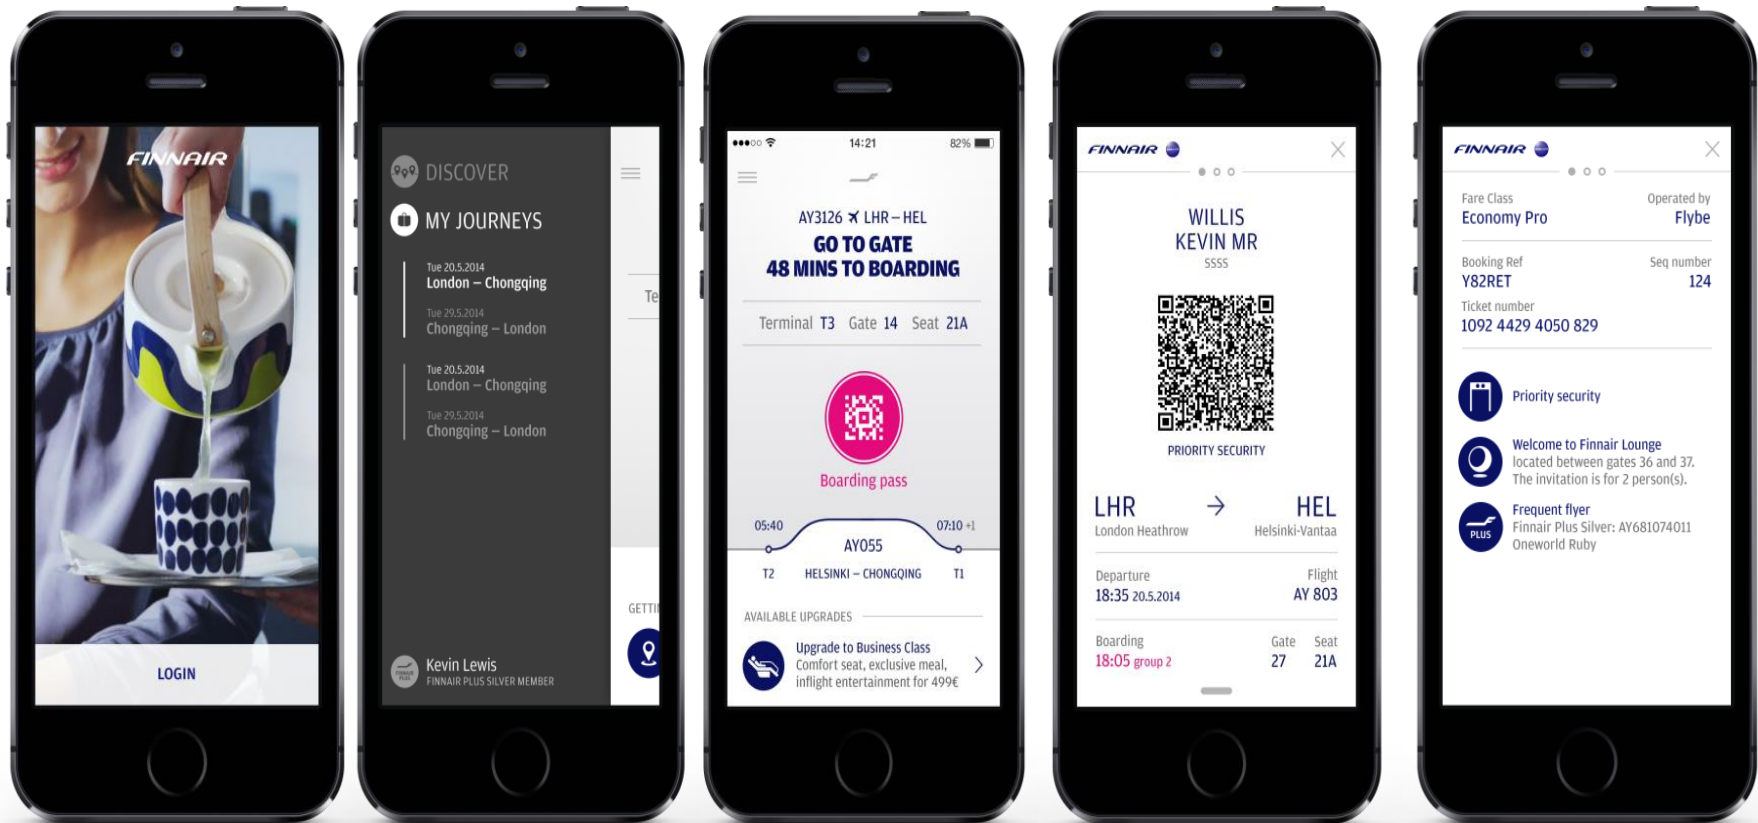 FINNAIR
LOGIN
DISCOVER
MY JOURNEYS
Tue 20.5.2014
London – Chongqing
Tue 29.5.2014
Chongqing – London
Tue 20.5.2014
London – Chongqing
Tue 29.5.2014
Chongqing – London
Kevin Lewis
FINNAIR PLUS SILVER MEMBER
Te
GETTI
14:21
82%
AY3126 LHR – HEL
GO TO GATE
48 MINS TO BOARDING
Terminal T3 Gate 14 Seat 21A
Boarding pass
05:40
07:10 +1
AY055
T2
HELSINKI – CHONGQING
T1
AVAILABLE UPGRADES
Upgrade to Business Class
Comfort seat, exclusive meal,
inflight entertainment for 499€
FINNAIR
WILLIS
KEVIN MR
SSSS
PRIORITY SECURITY
LHR → HEL
London Heathrow Helsinki-Vantaa
Departure Flight
18:35 20.5.2014 AY 803
Boarding Gate Seat
18:05 group 2 27 21A
FINNAIR
Fare Class Operated by
Economy Pro Flybe
Booking Ref Seq number
Y82RET 124
Ticket number
1092 4429 4050 829
Priority security
Welcome to Finnair Lounge
located between gates 36 and 37.
The invitation is for 2 person(s).
Frequent flyer
PLUS
Finnair Plus Silver: AY681074011
Oneworld Ruby